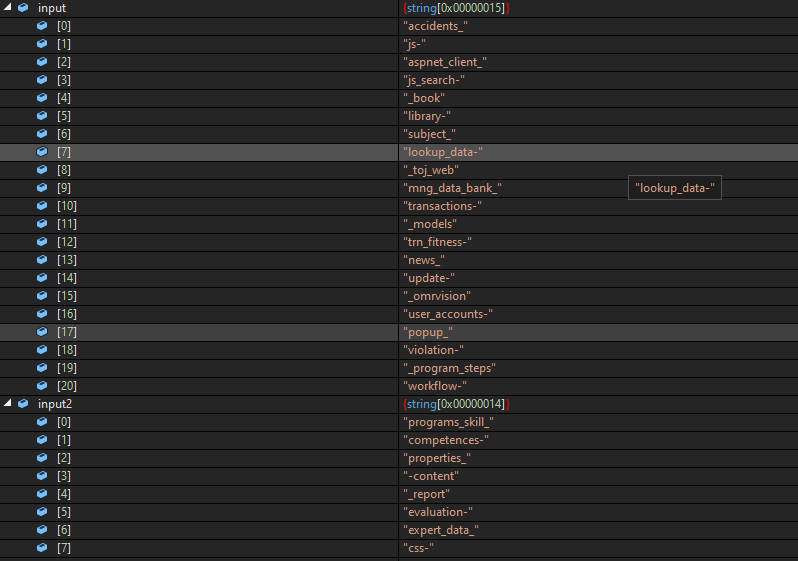 input {string[0x00000015]}
[0] "accidents_"
[1] "js-"
[2] "aspnet_client_"
[3] "js_search-"
[4] "_book"
[5] "library-"
[6] "subject_"
[7] "lookup_data-"
[8] "_toj_web"
[9] "mng_data_bank_" "lookup_data-"
[10] "transactions-"
[11] "_models"
[12] "trn_fitness-"
[13] "news_"
[14] "update-"
[15] "_omrvision"
[16] "user_accounts-"
[17] "popup_"
[18] "violation-"
[19] "_program_steps"
[20] "workflow-"
input2 {string[0x00000014]}
[0] "programs_skill_"
[1] "competences-"
[2] "properties_"
[3] "-content"
[4] "_report"
[5] "evaluation-"
[6] "expert_data_"
[7] "css-"